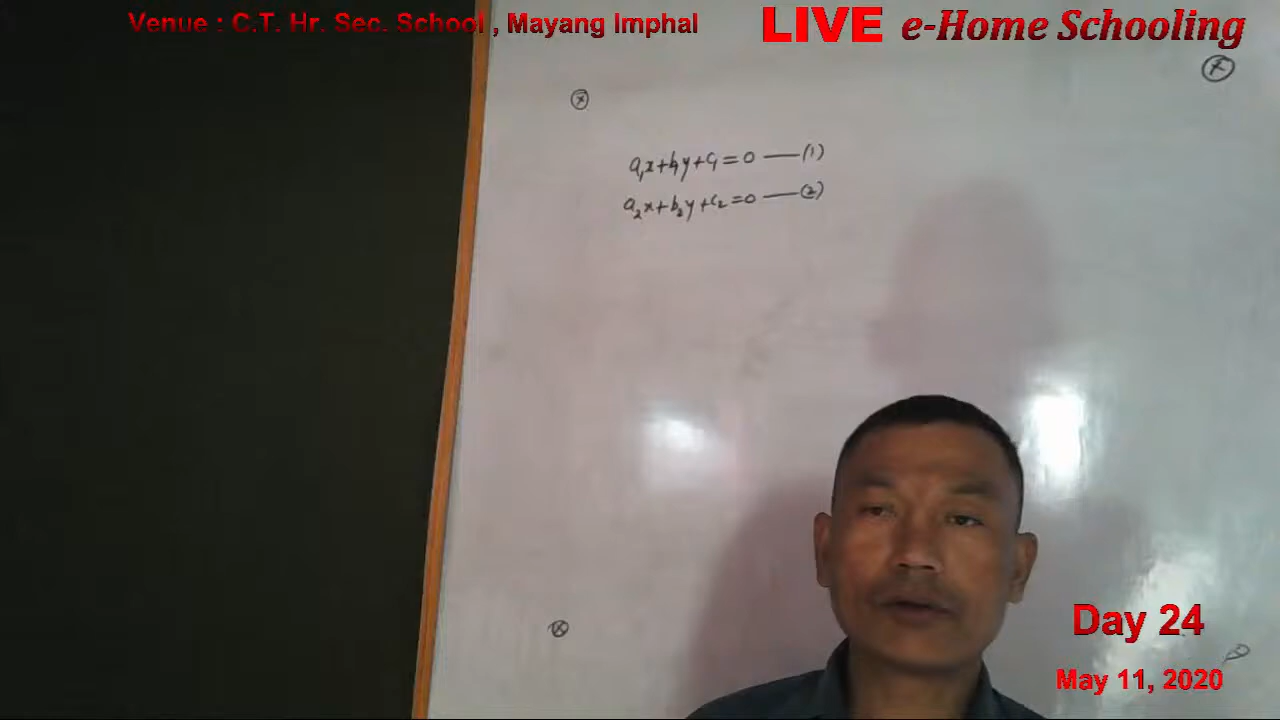 Venue : C.T. Hr. Sec. School , Mayang Imphal
LIVE e-Home Schooling
a₁x+b₁y+c₁=0 —(1)
a₂x+b₂y+c₂=0 —(2)
Day 24
May 11, 2020